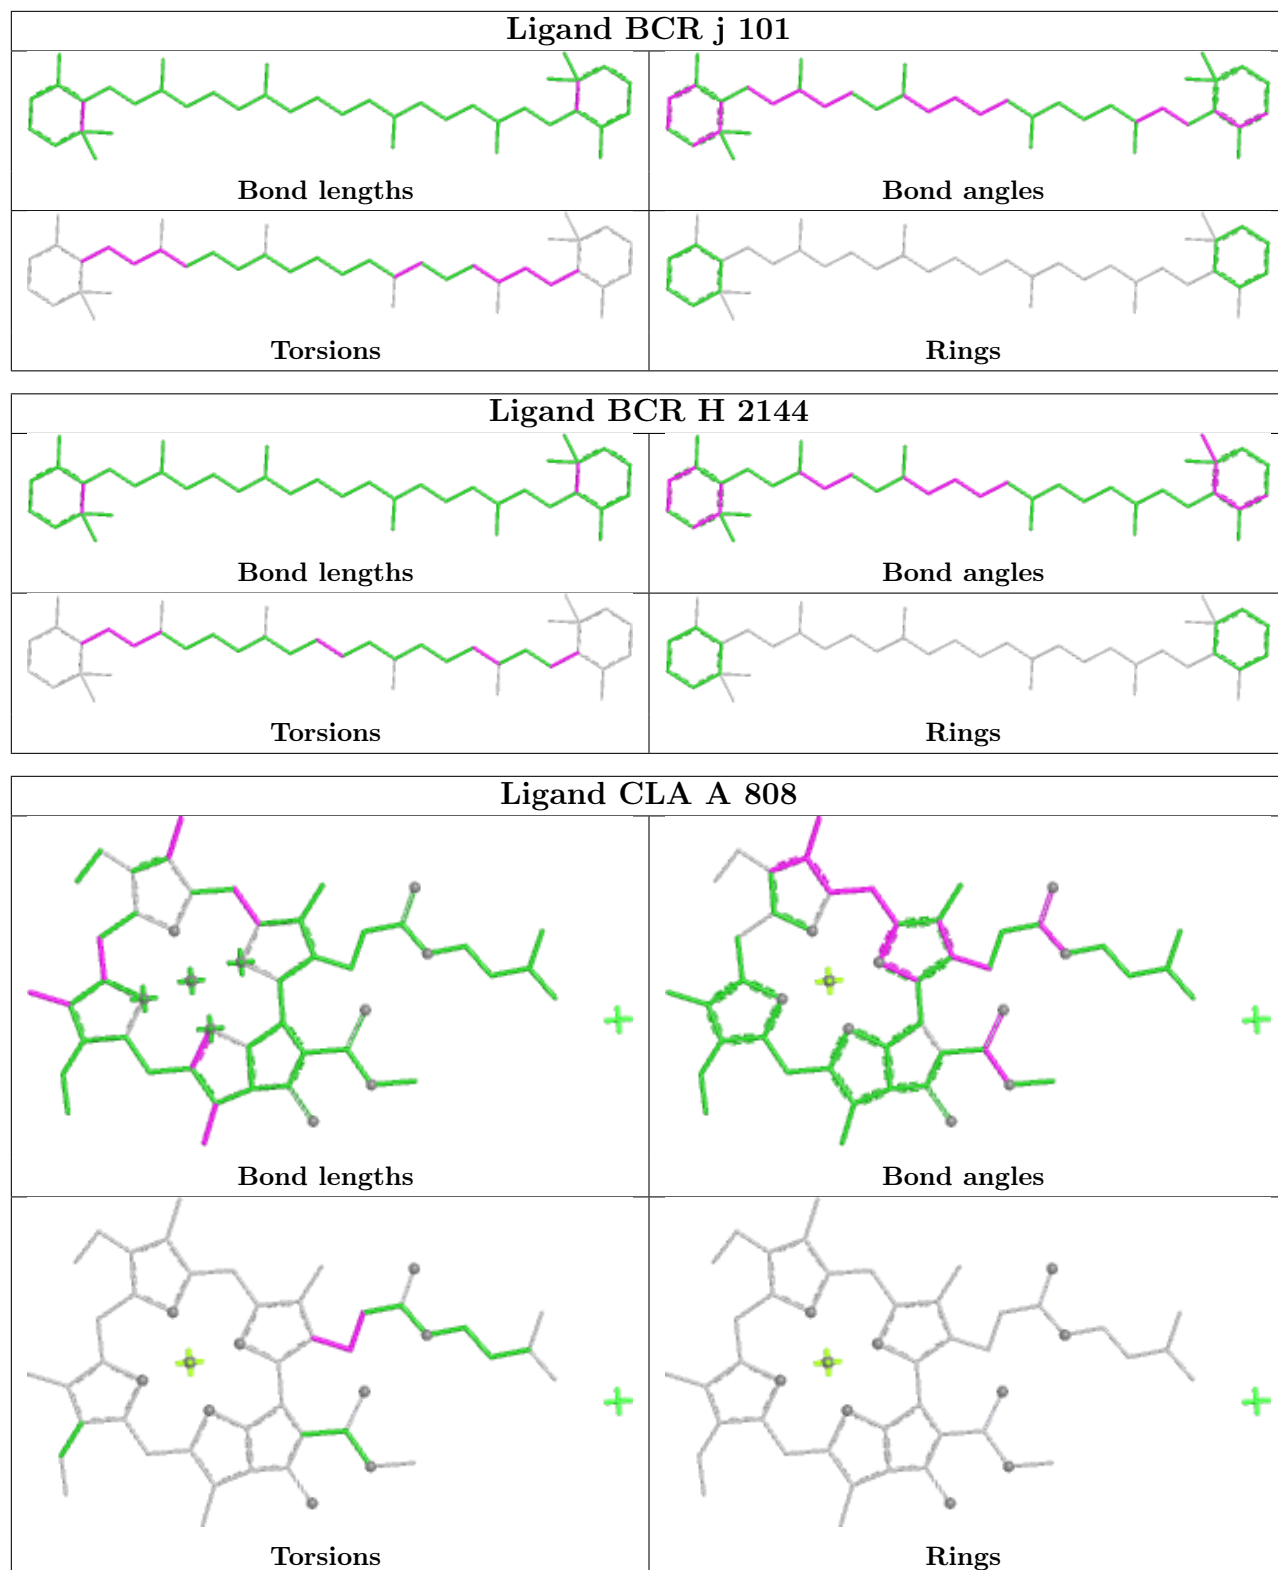 Ligand BCR j 101
Bond lengths
Bond angles
Torsions
Rings
Ligand BCR H 2144
Bond lengths
Bond angles
Torsions
Rings
Ligand CLA A 808
Bond lengths
Bond angles
Torsions
Rings